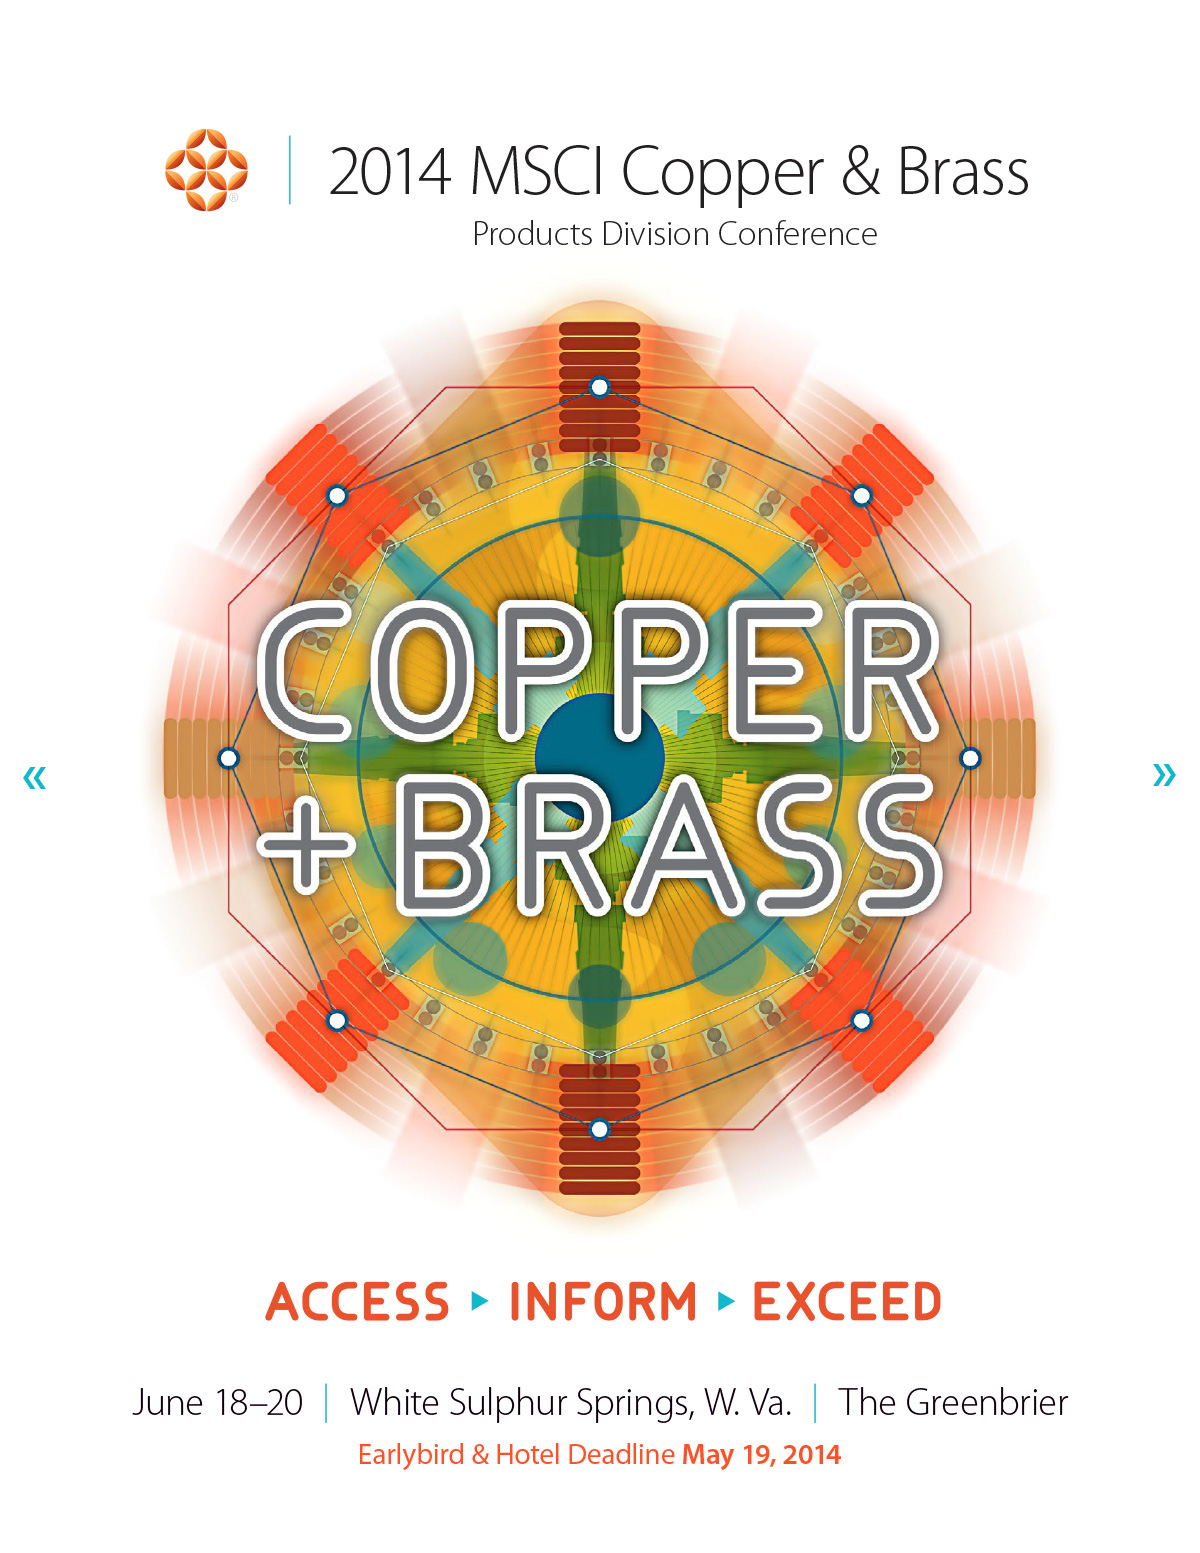 2014 MSCI Copper & Brass
Products Division Conference
COPPER
+ BRASS
«
»
ACCESS ▸ INFORM ▸ EXCEED
June 18–20 | White Sulphur Springs, W. Va. | The Greenbrier
Earlybird & Hotel Deadline May 19, 2014
®